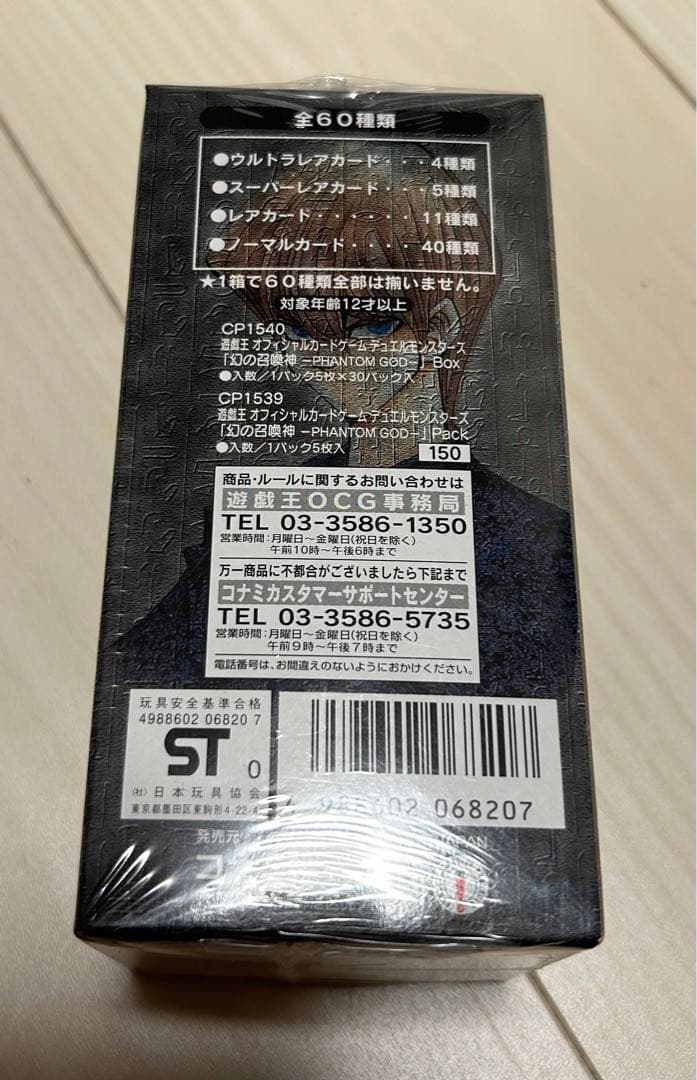 全60種類
●ウルトラレアカード・・・4種類
●スーパーレアカード・・・5種類
●レアカード・・・・・・11種類
●ノーマルカード・・・・40種類
★1箱で60種類全部は揃いません。
対象年齢12才以上
CP1540
遊戯王 オフィシャルカードゲーム デュエルモンスターズ
「幻の召喚神 −PHANTOM GOD−」Box
●入数/1パック5枚×30パック入
CP1539
遊戯王 オフィシャルカードゲーム デュエルモンスターズ
「幻の召喚神 −PHANTOM GOD−」Pack
●入数/1パック5枚入
150
商品・ルールに関するお問い合わせは
遊戯王OCG事務局
TEL 03-3586-1350
営業時間:月曜日〜金曜日(祝日を除く)
午前10時〜午後6時まで
万一商品に不都合がございましたら下記まで
コナミカスタマーサポートセンター
TEL 03-3586-5735
営業時間:月曜日〜金曜日(祝日を除く)
午前9時〜午後7時まで
電話番号は、お間違えのないようにおかけください。
玩具安全基準合格
4988602 06820 7
ST 0
(社)日本玩具協会
東京都墨田区東駒形4-22-4
4 988602 068207
発売元